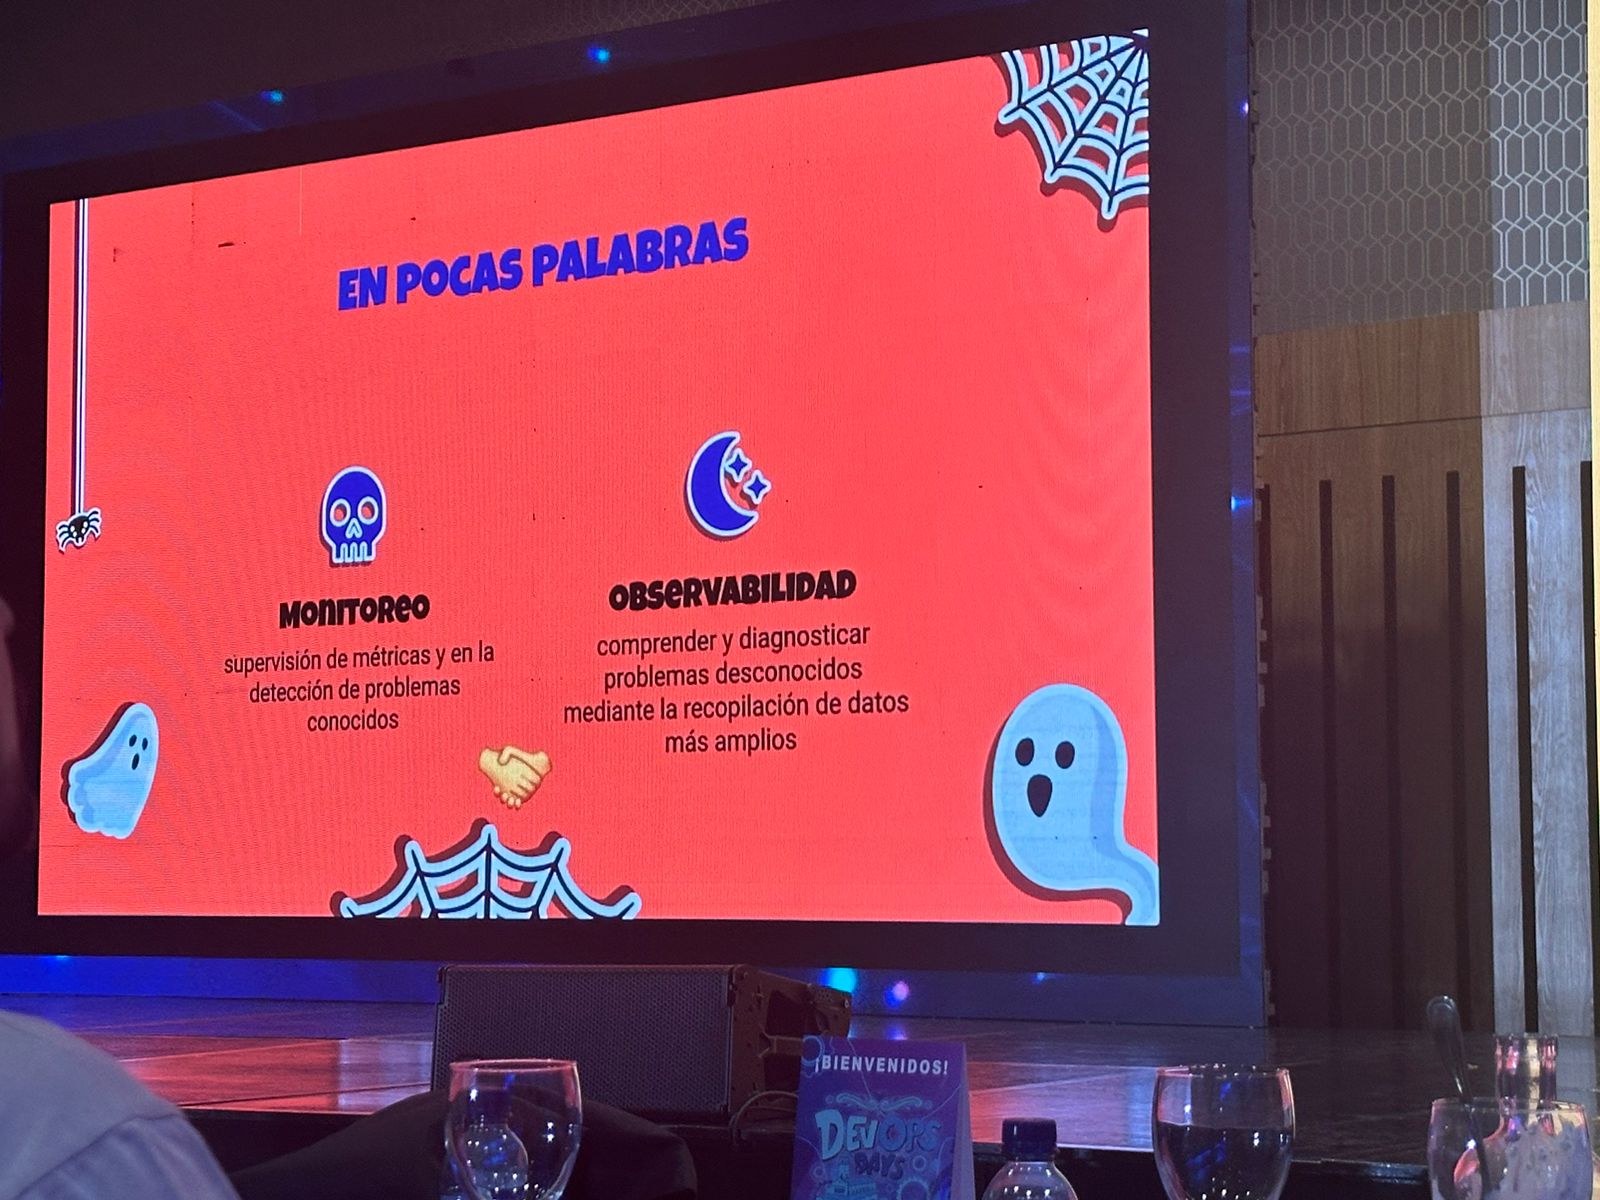 EN POCAS PALABRAS
MONITOREO
supervisión de métricas y en la
detección de problemas
conocidos
OBSERVABILIDAD
comprender y diagnosticar
problemas desconocidos
mediante la recopilación de datos
más amplios
¡BIENVENIDOS!
DEVOPS
DAYS